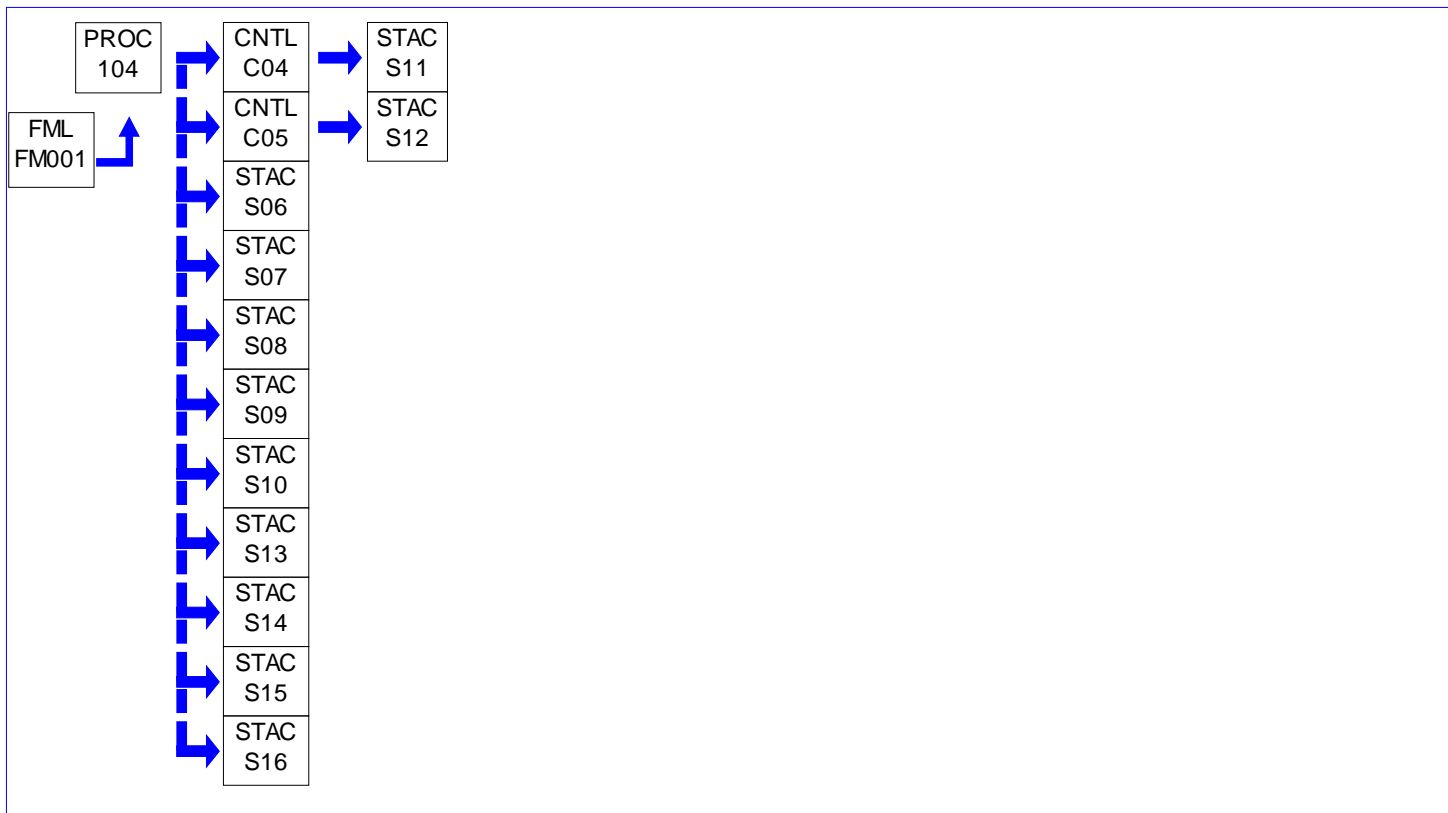 PROC
104
FML
FM001
CNTL
C04
STAC
S11
CNTL
C05
STAC
S12
STAC
S06
STAC
S07
STAC
S08
STAC
S09
STAC
S10
STAC
S13
STAC
S14
STAC
S15
STAC
S16